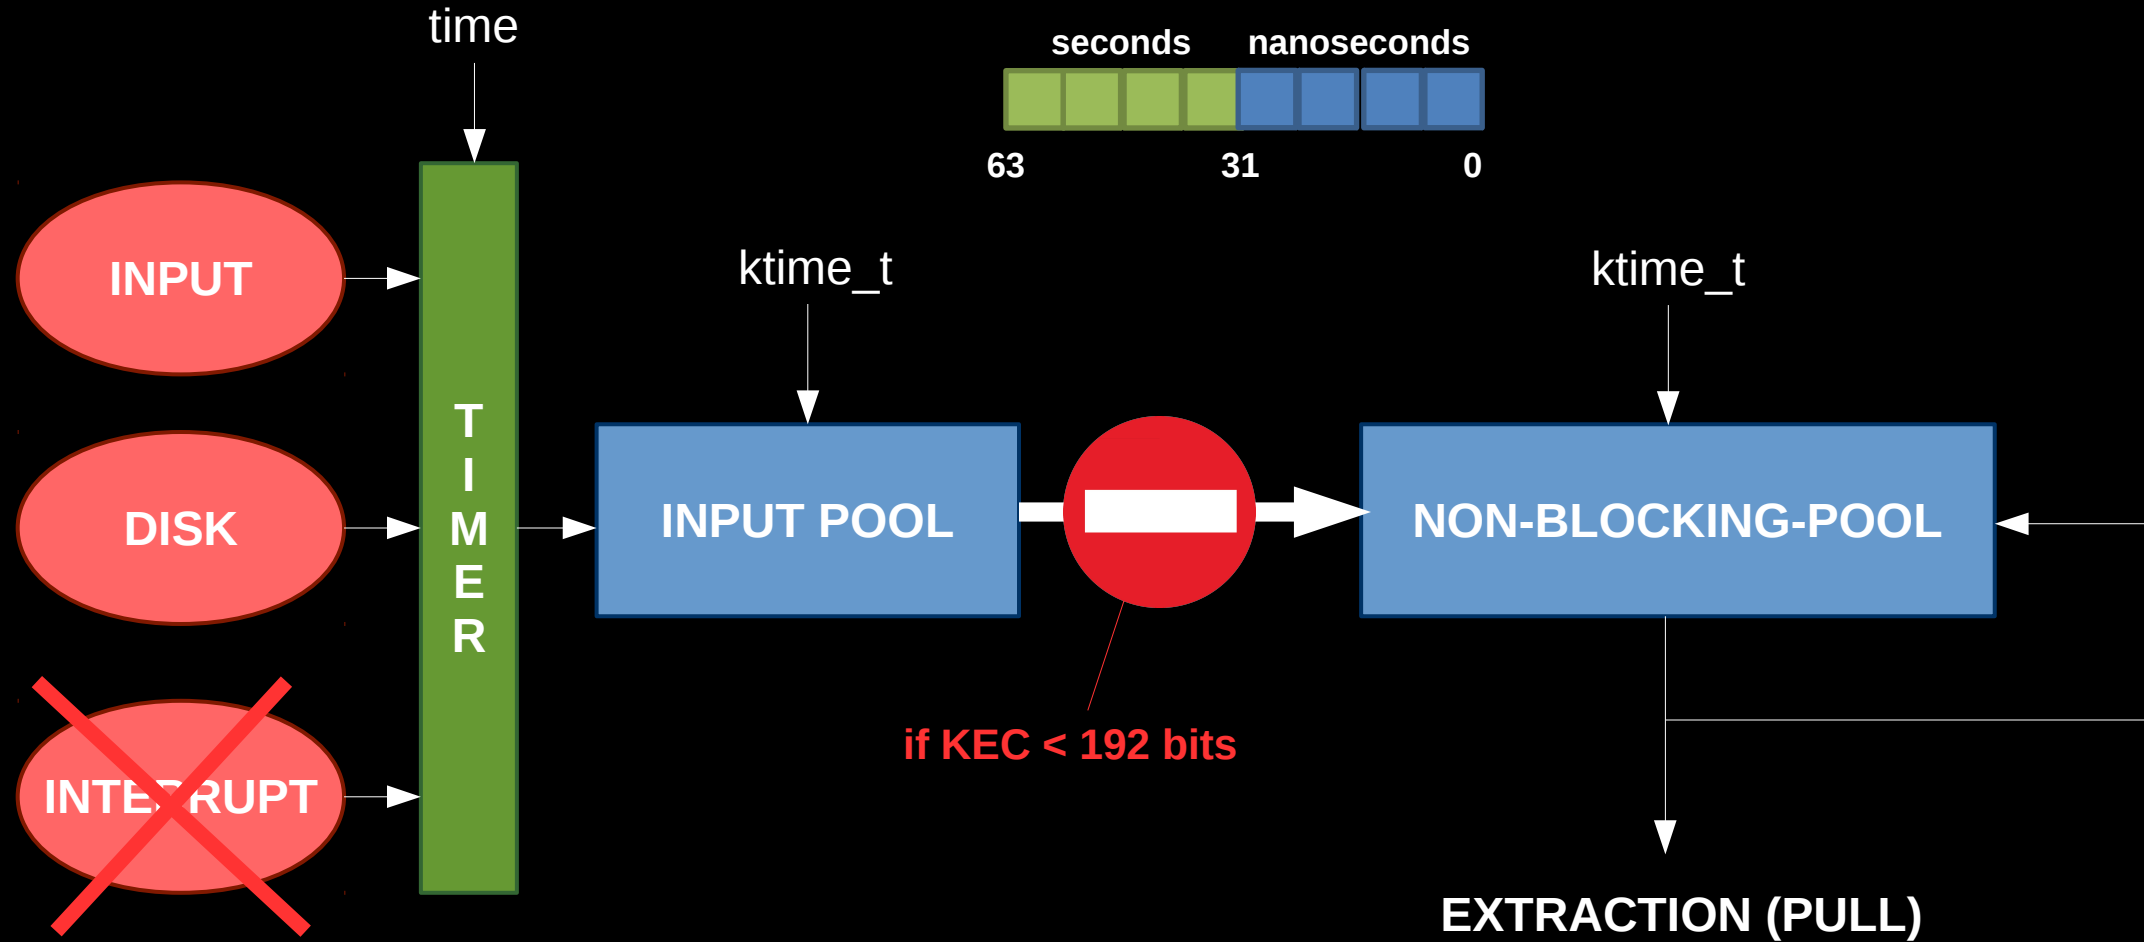 time
seconds nanoseconds
63 31 0
ktime_t
ktime_t
INPUT
DISK
INTERRUPT
T
I
M
E
R
INPUT POOL
NON-BLOCKING-POOL
if KEC < 192 bits
EXTRACTION (PULL)